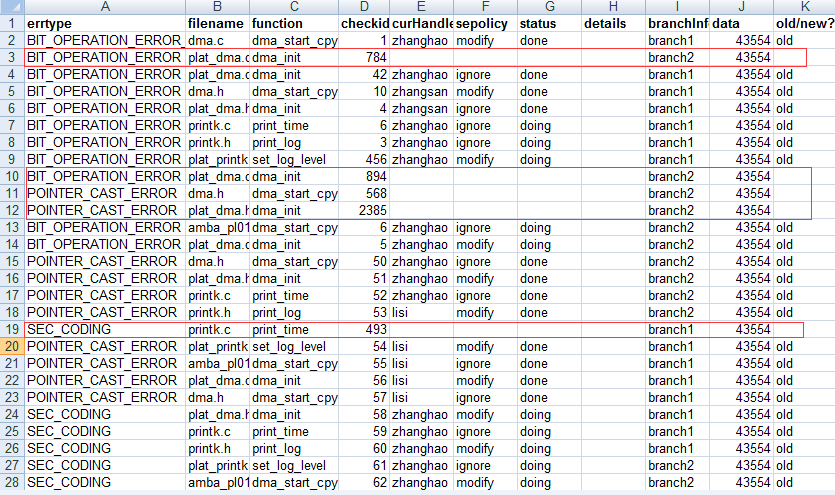 A B C D E F G H I J K
1 errtype filename function checkid curHandle sepolicy status details branchInf data old/new?
2 BIT_OPERATION_ERROR_ dma.c dma_start_cpy 1 zhanghao modify done branch1 43554 old
3 BIT_OPERATION_ERROR plat_dma.c dma_init 784 branch2 43554
4 BIT_OPERATION_ERROR plat_dma.c dma_init 42 zhanghao ignore done branch1 43554 old
5 BIT_OPERATION_ERROR dma.h dma_start_cpy 10 zhangsan modify done branch1 43554 old
6 BIT_OPERATION_ERROR plat_dma.h dma_init 4 zhangsan ignore done branch1 43554 old
7 BIT_OPERATION_ERROR printk.c print_time 6 zhanghao ignore doing branch1 43554 old
8 BIT_OPERATION_ERROR printk.h print_log 3 zhanghao ignore doing branch1 43554 old
9 BIT_OPERATION_ERROR plat_printk set_log_level 456 zhanghao modify doing branch1 43554 old
10 BIT_OPERATION_ERROR plat_dma.h dma_init 894 branch2 43554
11 POINTER_CAST_ERROR dma.h dma_start_cpy 568 branch2 43554
12 POINTER_CAST_ERROR plat_dma.h dma_init 2385 branch2 43554
13 BIT_OPERATION_ERROR amba_pl01 dma_start_cpy 6 zhanghao ignore doing branch2 43554 old
14 BIT_OPERATION_ERROR plat_dma.c dma_init 5 zhanghao modify doing branch2 43554 old
15 POINTER_CAST_ERROR dma.h dma_start_cpy 50 zhanghao ignore done branch2 43554 old
16 POINTER_CAST_ERROR plat_dma.h dma_init 51 zhanghao modify done branch2 43554 old
17 POINTER_CAST_ERROR printk.c print_time 52 zhanghao ignore done branch2 43554 old
18 POINTER_CAST_ERROR printk.h print_log 53 lisi modify done branch2 43554 old
19 SEC_CODING printk.c print_time 493 branch1 43554
20 POINTER_CAST_ERROR plat_printk set_log_level 54 lisi modify done branch1 43554 old
21 POINTER_CAST_ERROR amba_pl01 dma_start_cpy 55 lisi ignore done branch1 43554 old
22 POINTER_CAST_ERROR plat_dma.c dma_init 56 lisi modify done branch1 43554 old
23 POINTER_CAST_ERROR dma.h dma_start_cpy 57 lisi ignore done branch1 43554 old
24 SEC_CODING plat_dma.h dma_init 58 zhanghao modify doing branch1 43554 old
25 SEC_CODING printk.c print_time 59 zhanghao ignore doing branch1 43554 old
26 SEC_CODING printk.h print_log 60 zhanghao modify doing branch1 43554 old
27 SEC_CODING plat_printk set_log_level 61 zhanghao ignore doing branch2 43554 old
28 SEC_CODING amba_pl01 dma_start_cpy 62 zhanghao modify doing branch2 43554 old